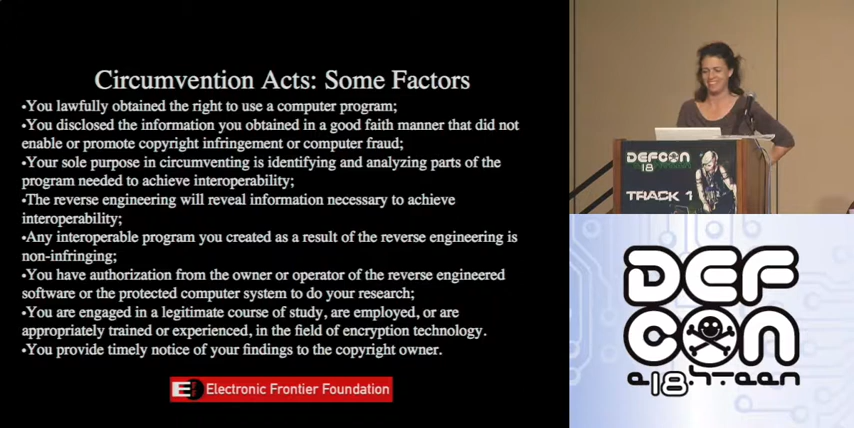 Circumvention Acts: Some Factors
•You lawfully obtained the right to use a computer program;
•You disclosed the information you obtained in a good faith manner that did not
enable or promote copyright infringement or computer fraud;
•Your sole purpose in circumventing is identifying and analyzing parts of the
program needed to achieve interoperability;
•The reverse engineering will reveal information necessary to achieve
interoperability;
•Any interoperable program you created as a result of the reverse engineering is
non-infringing;
•You have authorization from the owner or operator of the reverse engineered
software or the protected computer system to do your research;
•You are engaged in a legitimate course of study, are employed, or are
appropriately trained or experienced, in the field of encryption technology.
•You provide timely notice of your findings to the copyright owner.
Electronic Frontier Foundation
DEFCON
18
TRACK 1
DEF
CON
18